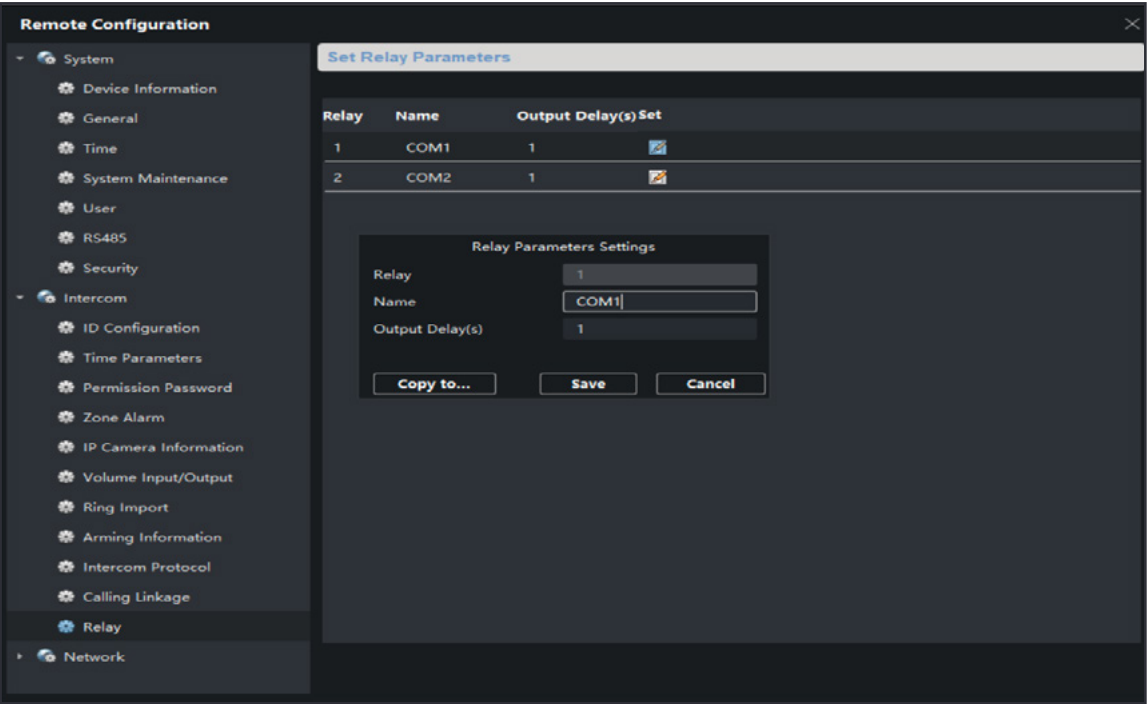 Remote Configuration
System
Device Information
General
Time
System Maintenance
User
RS485
Security
Intercom
ID Configuration
Time Parameters
Permission Password
Zone Alarm
IP Camera Information
Volume Input/Output
Ring Import
Arming Information
Intercom Protocol
Calling Linkage
Relay
Network
Set Relay Parameters
Relay Name Output Delay(s) Set
1 COM1 1
2 COM2 1
Relay Parameters Settings
Relay 1
Name COM1
Output Delay(s) 1
Copy to... Save Cancel